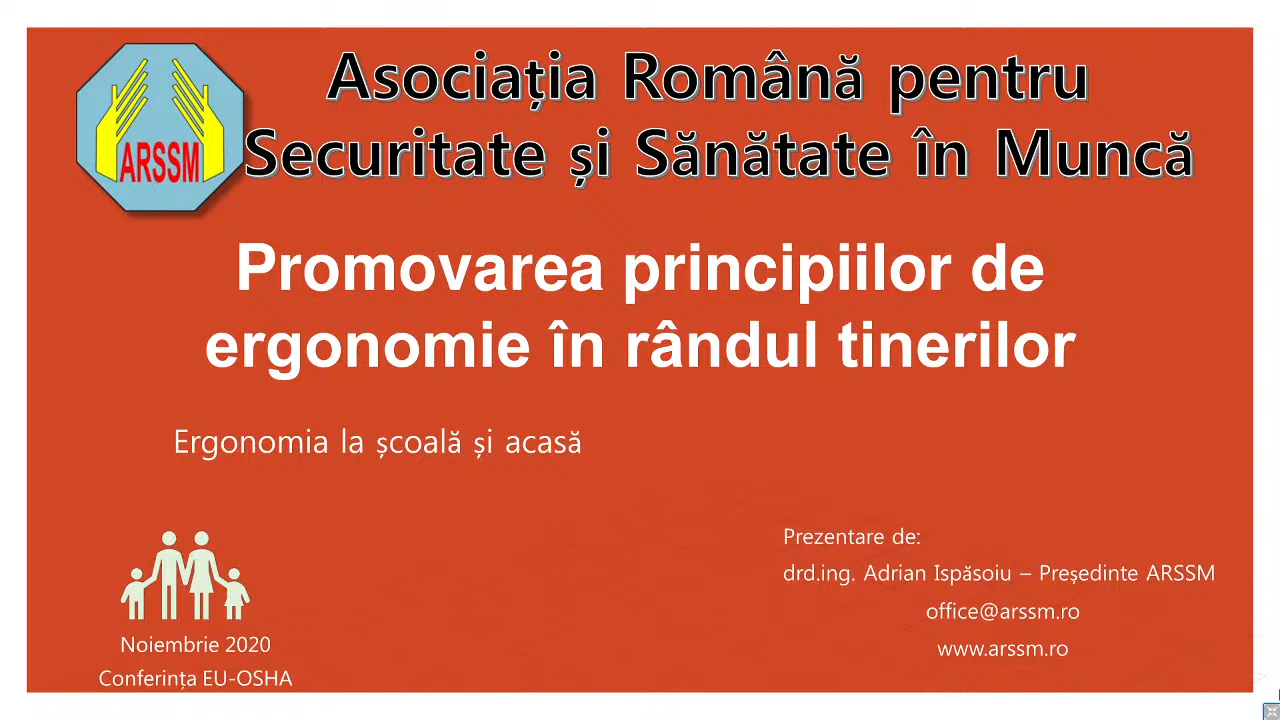 Asociația Română pentru
Securitate și Sănătate în Muncă
ARSSM
Promovarea principiilor de
ergonomie în rândul tinerilor
Ergonomia la școală și acasă
Prezentare de:
drd.ing. Adrian Ispăsoiu – Președinte ARSSM
office@arssm.ro
www.arssm.ro
Noiembrie 2020
Conferința EU-OSHA